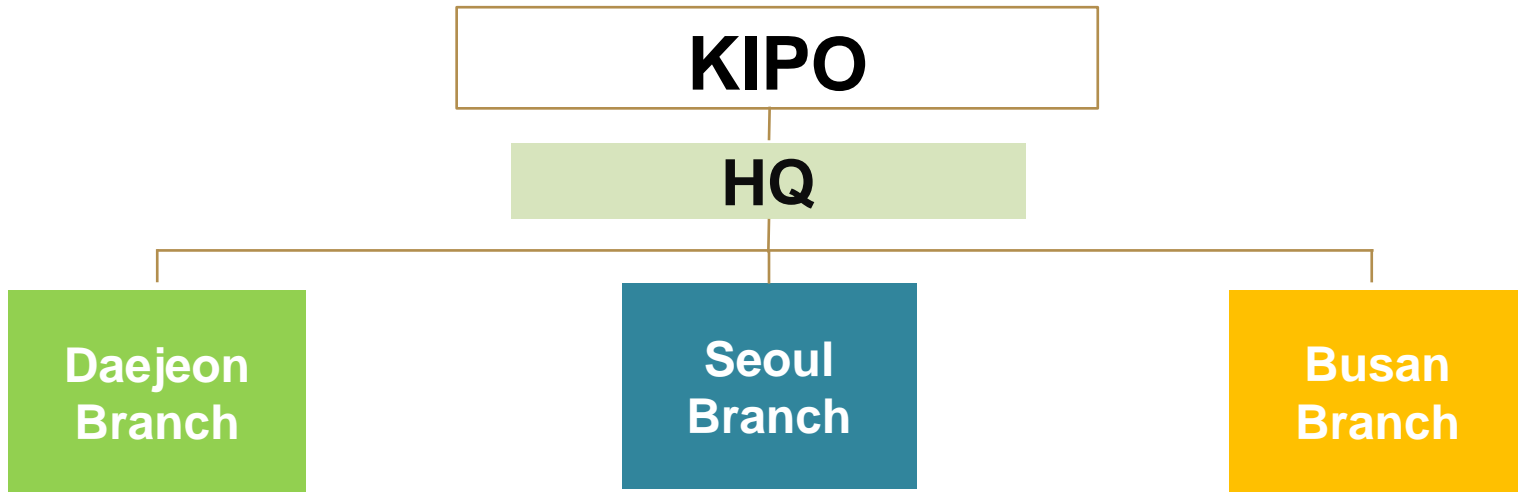 KIPO
HQ
Daejeon
Branch
Seoul
Branch
Busan
Branch